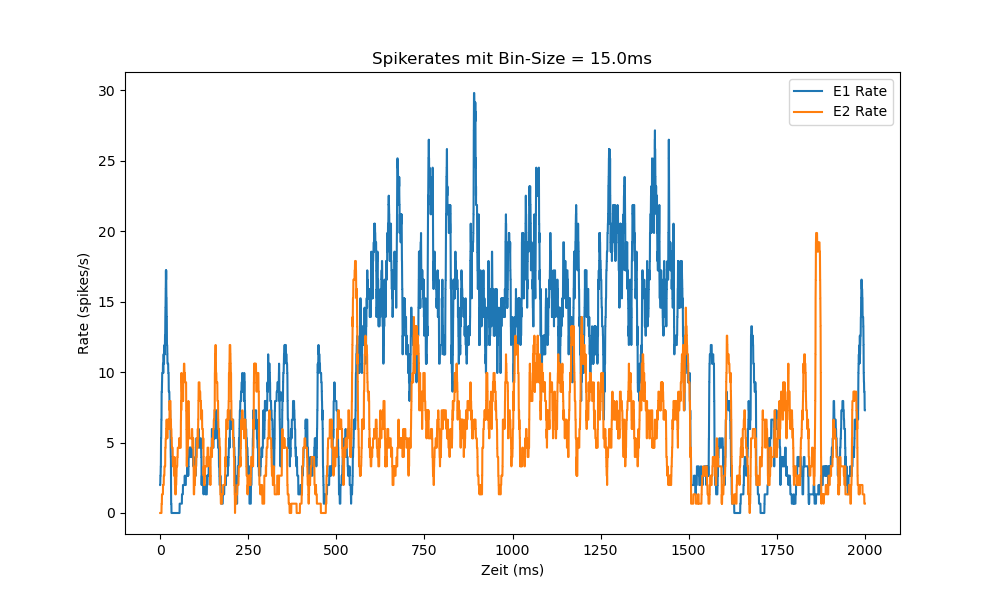 Spikerates mit Bin-Size = 15.0ms
E1 Rate
E2 Rate
Rate (spikes/s)
30
25
20
15
10
5
0
0 250 500 750 1000 1250 1500 1750 2000
Zeit (ms)